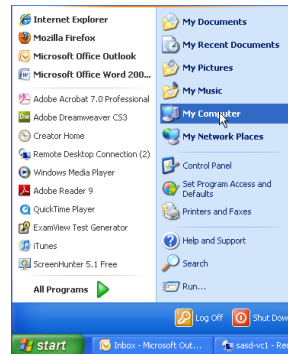 Internet Explorer
Mozilla Firefox
Microsoft Office Outlook
Microsoft Office Word 200...
Adobe Acrobat 7.0 Professional
Adobe Dreamweaver CS3
Creator Home
Remote Desktop Connection (2)
Windows Media Player
Adobe Reader 9
QuickTime Player
ExamView Test Generator
iTunes
ScreenHunter 5.1 Free
All Programs
My Documents
My Recent Documents
My Pictures
My Music
My Computer
My Network Places
Control Panel
Set Program Access and
Defaults
Printers and Faxes
Help and Support
Search
Run...
Log Off
Shut Dow
start
Inbox - Microsoft Out...
sasd-vc1 - Re